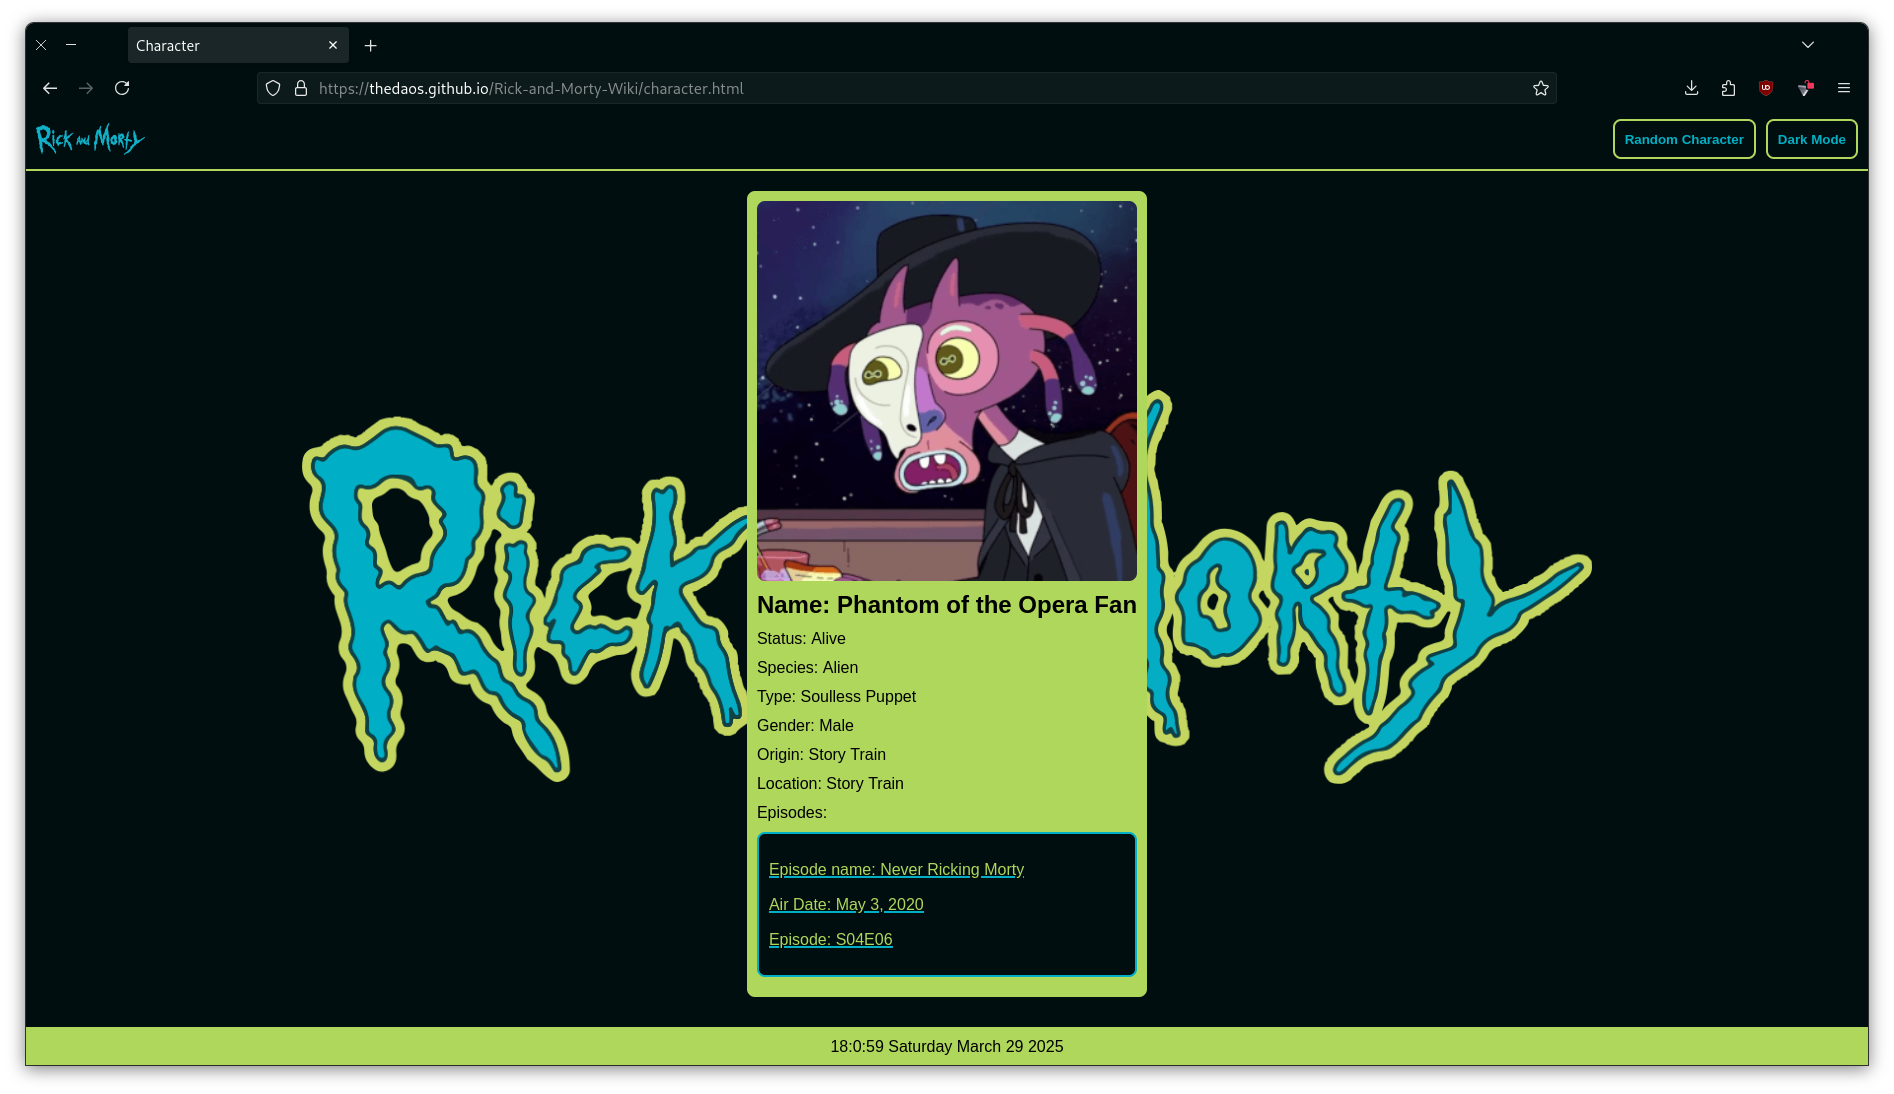 Character
https://thedaos.github.io/Rick-and-Morty-Wiki/character.html
Rick and Morty
Random Character
Dark Mode
Rick
orty
Name: Phantom of the Opera Fan
Status: Alive
Species: Alien
Type: Soulless Puppet
Gender: Male
Origin: Story Train
Location: Story Train
Episodes:
Episode name: Never Ricking Morty
Air Date: May 3, 2020
Episode: S04E06
18:0:59 Saturday March 29 2025